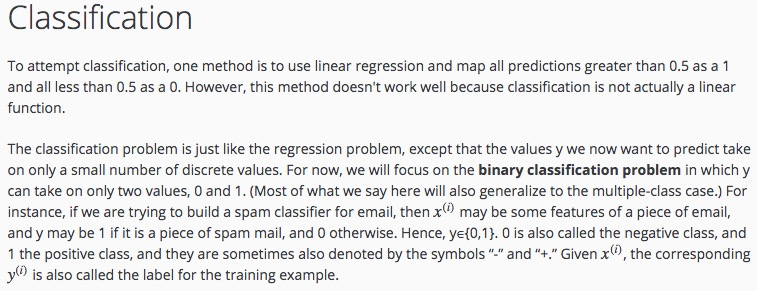 Classification
To attempt classification, one method is to use linear regression and map all predictions greater than 0.5 as a 1
and all less than 0.5 as a 0. However, this method doesn't work well because classification is not actually a linear
function.
The classification problem is just like the regression problem, except that the values y we now want to predict take
on only a small number of discrete values. For now, we will focus on the binary classification problem in which y
can take on only two values, 0 and 1. (Most of what we say here will also generalize to the multiple-class case.) For
instance, if we are trying to build a spam classifier for email, then x⁽ⁱ⁾ may be some features of a piece of email,
and y may be 1 if it is a piece of spam mail, and 0 otherwise. Hence, y∈{0,1}. 0 is also called the negative class, and
1 the positive class, and they are sometimes also denoted by the symbols “-” and “+.” Given x⁽ⁱ⁾, the corresponding
y⁽ⁱ⁾ is also called the label for the training example.